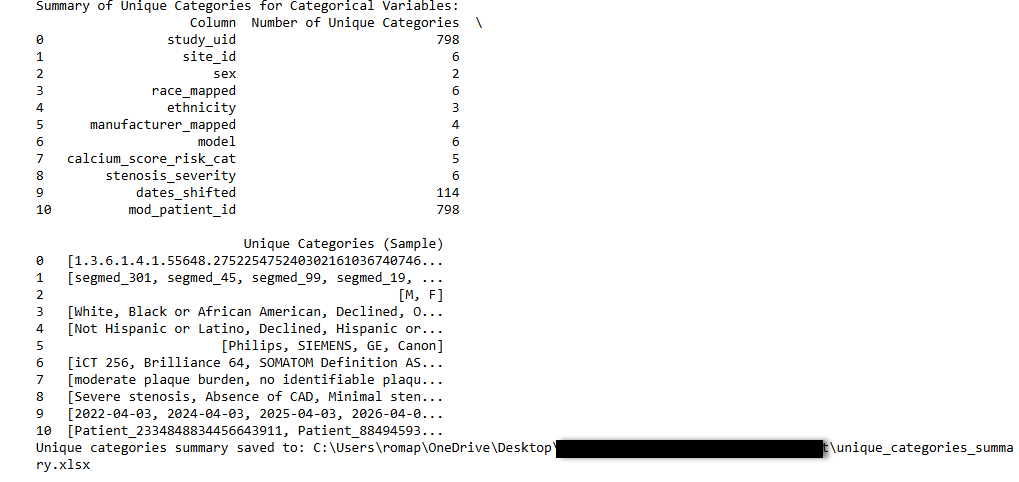 Summary of Unique Categories for Categorical Variables:
Column  Number of Unique Categories  \
0 study_uid 798
1 site_id 6
2 sex 2
3 race_mapped 6
4 ethnicity 3
5 manufacturer_mapped 4
6 model 6
7 calcium_score_risk_cat 5
8 stenosis_severity 6
9 dates_shifted 114
10 mod_patient_id 798
Unique Categories (Sample)
0 [1.3.6.1.4.1.55648.275225475240302161036740746...
1 [segmed_301, segmed_45, segmed_99, segmed_19, ...
2 [M, F]
3 [White, Black or African American, Declined, O...
4 [Not Hispanic or Latino, Declined, Hispanic or...
5 [Philips, SIEMENS, GE, Canon]
6 [iCT 256, Brilliance 64, SOMATOM Definition AS...
7 [moderate plaque burden, no identifiable plaqu...
8 [Severe stenosis, Absence of CAD, Minimal sten...
9 [2022-04-03, 2024-04-03, 2025-04-03, 2026-04-0...
10 [Patient_2334848834456643911, Patient_88494593...
Unique categories summary saved to: C:\Users\romap\OneDrive\Desktop\ t\unique_categories_summa
ry.xlsx